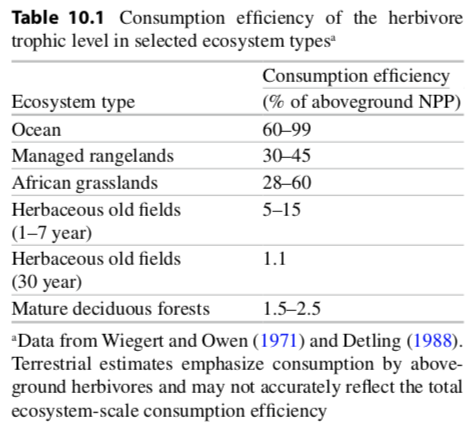 Table 10.1 Consumption efficiency of the herbivore
trophic level in selected ecosystem typesᵃ
Consumption efficiency
Ecosystem type (% of aboveground NPP)
Ocean 60–99
Managed rangelands 30–45
African grasslands 28–60
Herbaceous old fields 5–15
(1–7 year)
Herbaceous old fields 1.1
(30 year)
Mature deciduous forests 1.5–2.5
ᵃData from Wiegert and Owen (1971) and Detling (1988).
Terrestrial estimates emphasize consumption by above-
ground herbivores and may not accurately reflect the total
ecosystem-scale consumption efficiency